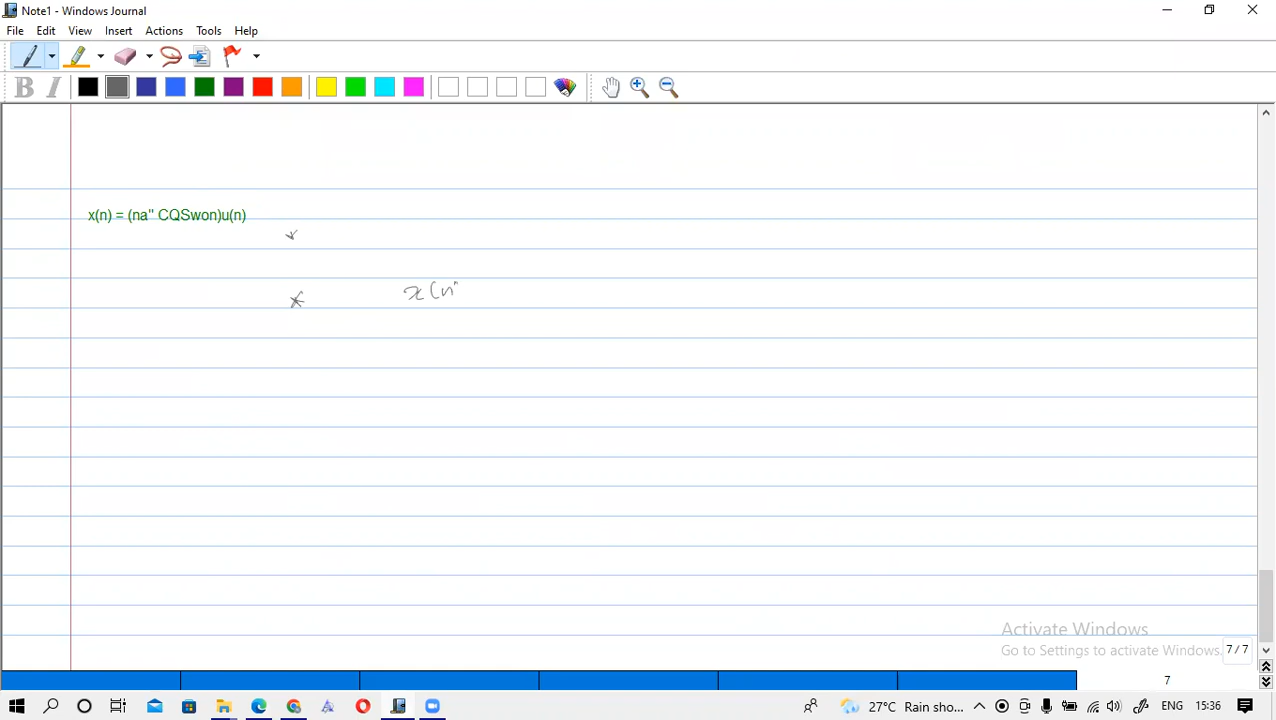 Note1 - Windows Journal
File Edit View Insert Actions Tools Help
B I
x(n) = (na" CQSwon)u(n)
x(n)
Activate Windows
Go to Settings to activate Windows.
7 / 7
7
27°C Rain sho... ENG 15:36